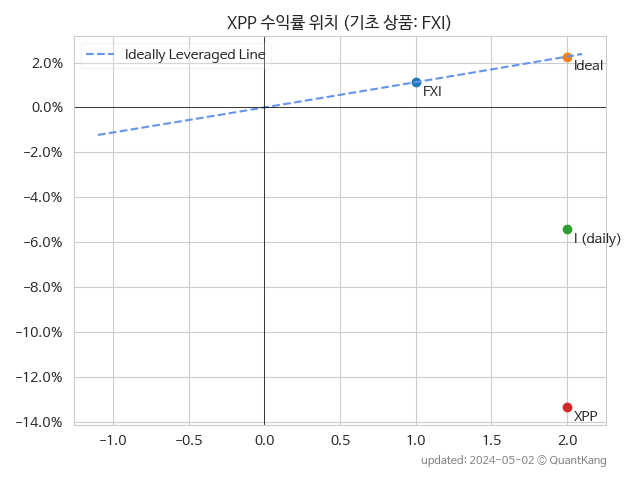 XPP 수익률 위치 (기초 상품: FXI)
Ideally Leveraged Line
2.0%
0.0%
−2.0%
−4.0%
−6.0%
−8.0%
−10.0%
−12.0%
−14.0%
Ideal
FXI
I (daily)
XPP
−1.0
−0.5
0.0
0.5
1.0
1.5
2.0
updated: 2024-05-02 © QuantKang